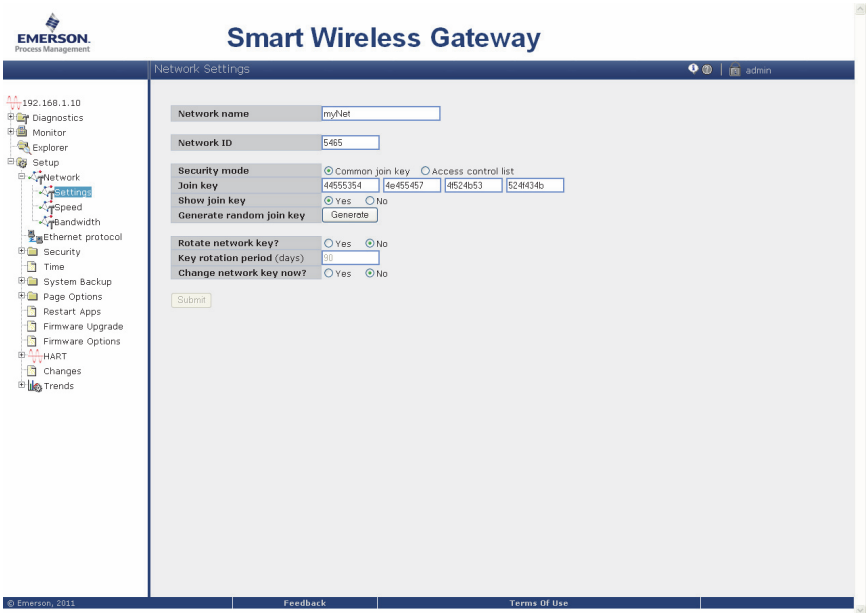 EMERSON.
Process Management
Smart Wireless Gateway
Network Settings
admin
192.168.1.10
Diagnostics
Monitor
Explorer
Setup
Network
Settings
Speed
Bandwidth
Ethernet protocol
Security
Time
System Backup
Page Options
Restart Apps
Firmware Upgrade
Firmware Options
HART
Changes
Trends
Network name myNet
Network ID 5465
Security mode Common join key Access control list
Join key 44555354 4e455457 4f524b53 524f434b
Show join key Yes No
Generate random join key Generate
Rotate network key? Yes No
Key rotation period (days) 90
Change network key now? Yes No
Submit
© Emerson, 2011 Feedback Terms Of Use